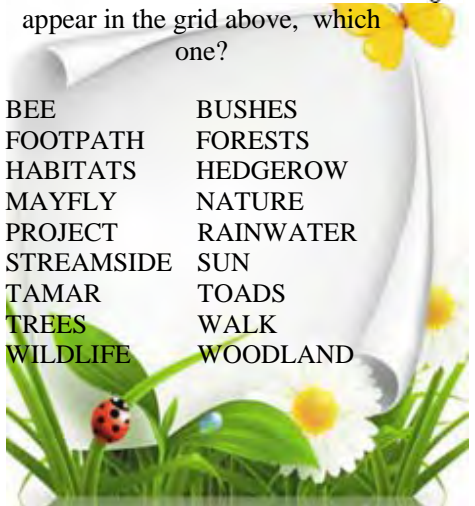 appear in the grid above, which
one?
BEE BUSHES
FOOTPATH FORESTS
HABITATS HEDGEROW
MAYFLY NATURE
PROJECT RAINWATER
STREAMSIDE SUN
TAMAR TOADS
TREES WALK
WILDLIFE WOODLAND